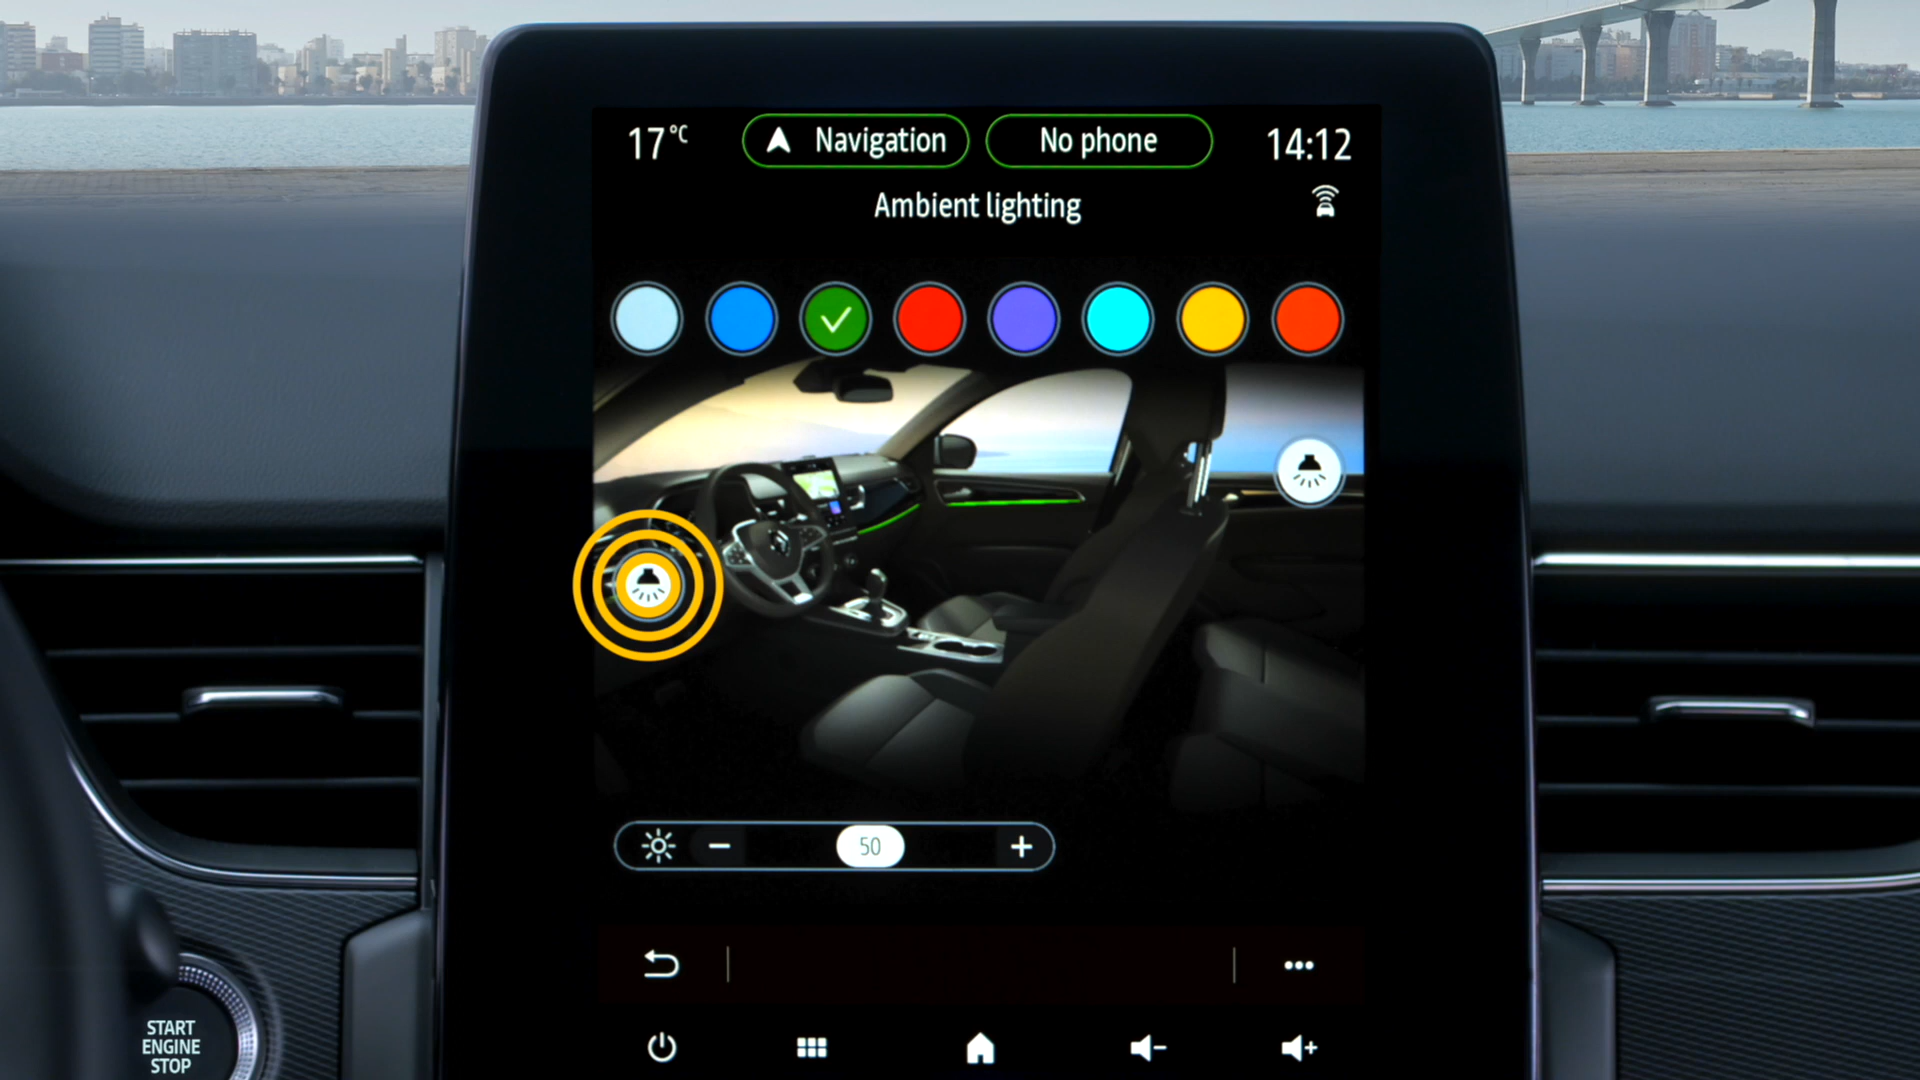 17°C
Navigation
No phone
14:12
Ambient lighting
50
START
ENGINE
STOP